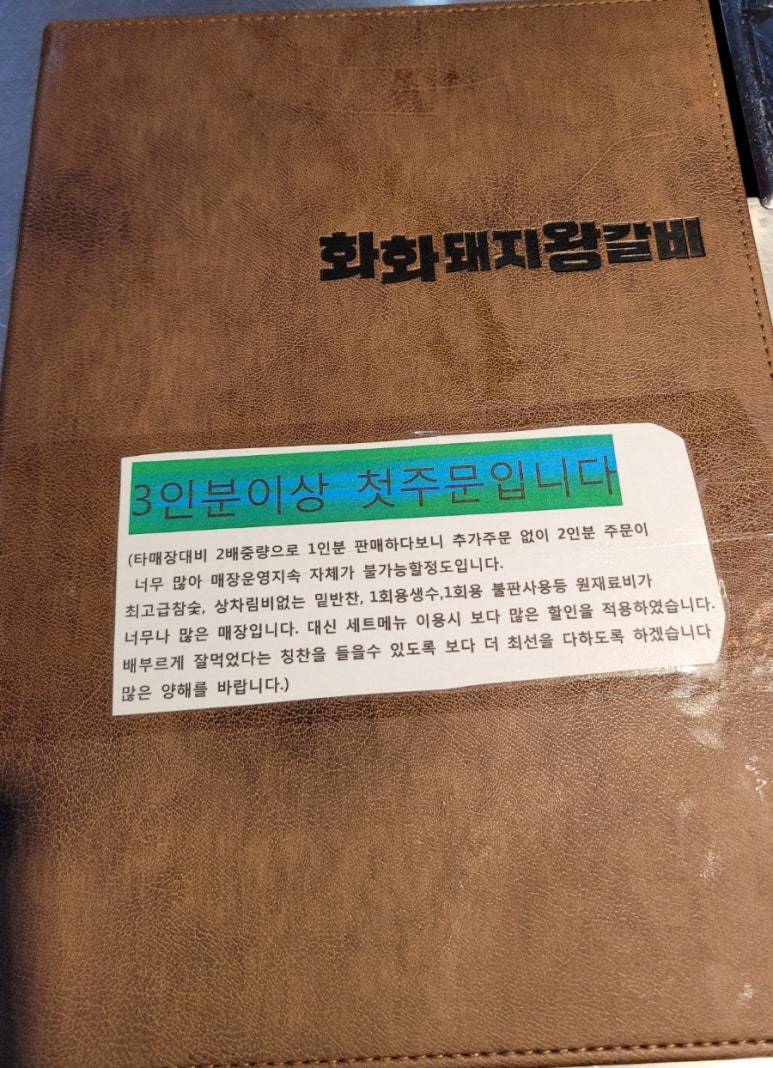 화화돼지왕갈비
3인분이상 첫주문입니다
(타매장대비 2배중량으로 1인분 판매하다보니 추가주문 없이 2인분 주문이
너무 많아 매장운영지속 자체가 불가능할정도입니다.
최고급참숯, 상차림비없는 밑반찬, 1회용생수,1회용 불판사용등 원재료비가
너무나 많은 매장입니다. 대신 세트메뉴 이용시 보다 많은 할인을 적용하였습니다.
배부르게 잘먹었다는 칭찬을 들을수 있도록 보다 더 최선을 다하도록 하겠습니다
많은 양해를 바랍니다.)